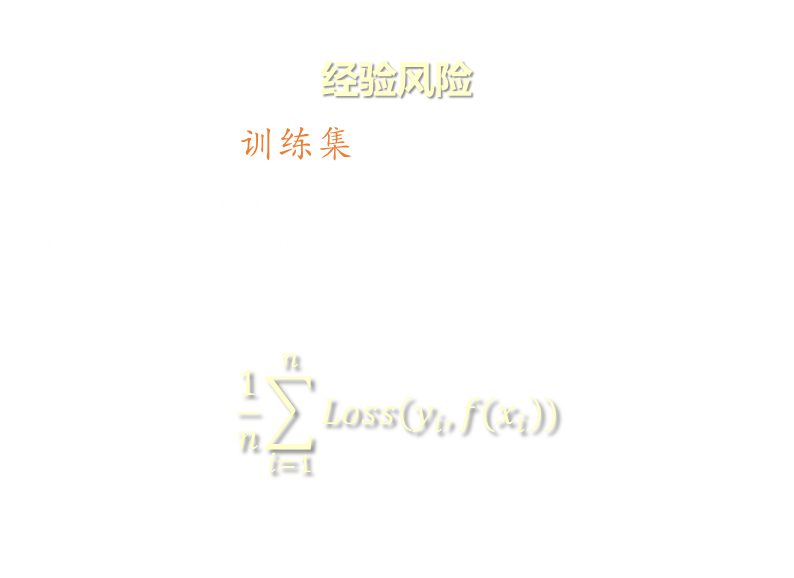 经验风险
训练集
\frac{1}{n}\sum_{i=1}^{n} Loss(y_i, f(x_i))